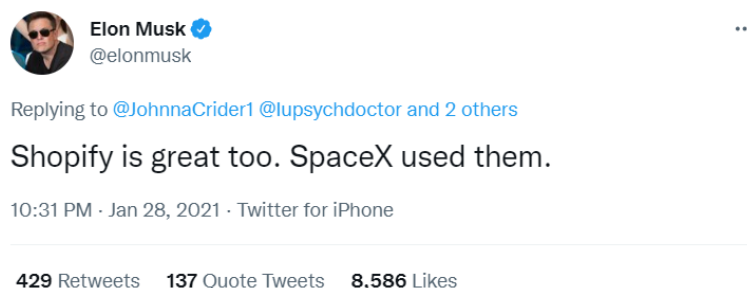 Elon Musk
@elonmusk
Replying to @JohnnaCrider1 @lupsychdoctor and 2 others
Shopify is great too. SpaceX used them.
10:31 PM · Jan 28, 2021 · Twitter for iPhone
429 Retweets 137 Quote Tweets 8,586 Likes